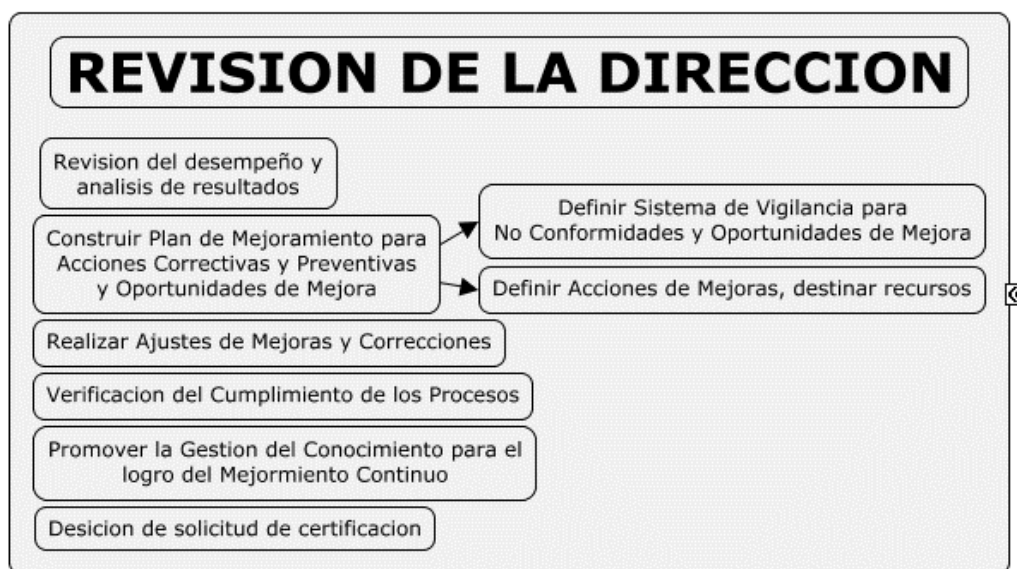 REVISION DE LA DIRECCION
Revision del desempeño y
analisis de resultados
Construir Plan de Mejoramiento para
Acciones Correctivas y Preventivas
y Oportunidades de Mejora
Definir Sistema de Vigilancia para
No Conformidades y Oportunidades de Mejora
Definir Acciones de Mejoras, destinar recursos
Realizar Ajustes de Mejoras y Correcciones
Verificacion del Cumplimiento de los Procesos
Promover la Gestion del Conocimiento para el
logro del Mejormiento Continuo
Desicion de solicitud de certificacion